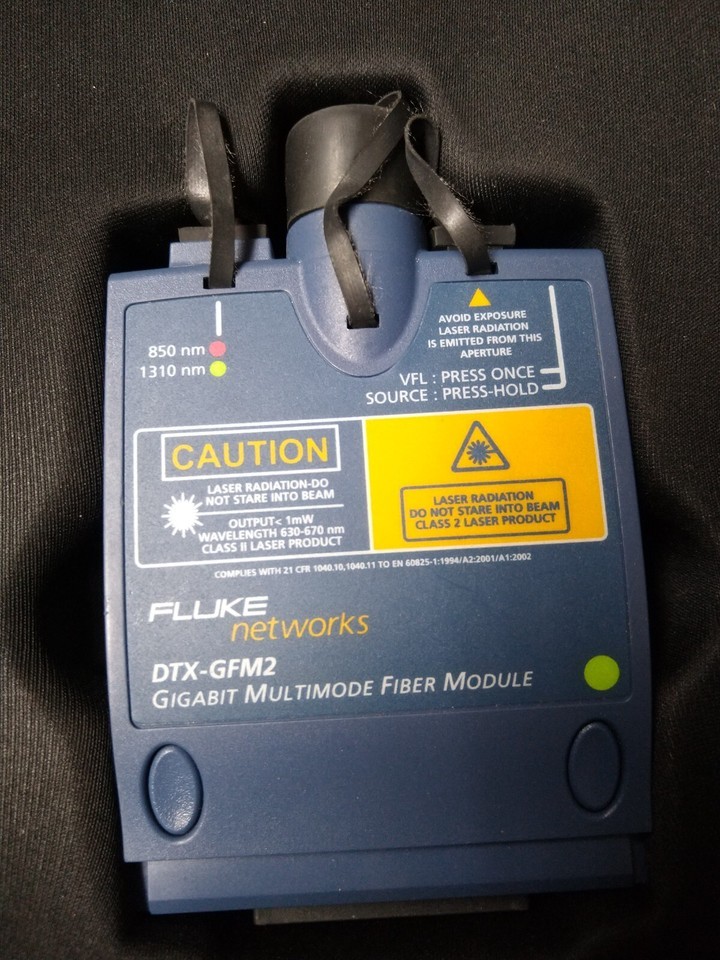 850 nm
1310 nm
AVOID EXPOSURE
LASER RADIATION
IS EMITTED FROM THIS
APERTURE
VFL : PRESS ONCE
SOURCE : PRESS-HOLD
CAUTION
LASER RADIATION-DO
NOT STARE INTO BEAM
OUTPUT< 1mW
WAVELENGTH 630-670 nm
CLASS II LASER PRODUCT
LASER RADIATION
DO NOT STARE INTO BEAM
CLASS 2 LASER PRODUCT
COMPLIES WITH 21 CFR 1040.10,1040.11 TO EN 60825-1:1994/A2:2001/A1:2002
FLUKE
networks
DTX-GFM2
GIGABIT MULTIMODE FIBER MODULE